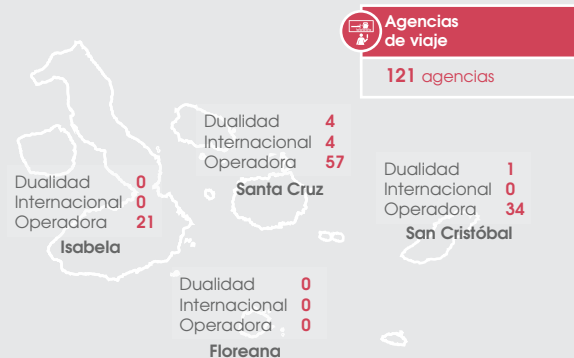 Agencias
de viaje
121 agencias
Dualidad 4
Internacional 4
Operadora 57
Santa Cruz
Dualidad 0
Internacional 0
Operadora 21
Isabela
Dualidad 1
Internacional 0
Operadora 34
San Cristóbal
Dualidad 0
Internacional 0
Operadora 0
Floreana